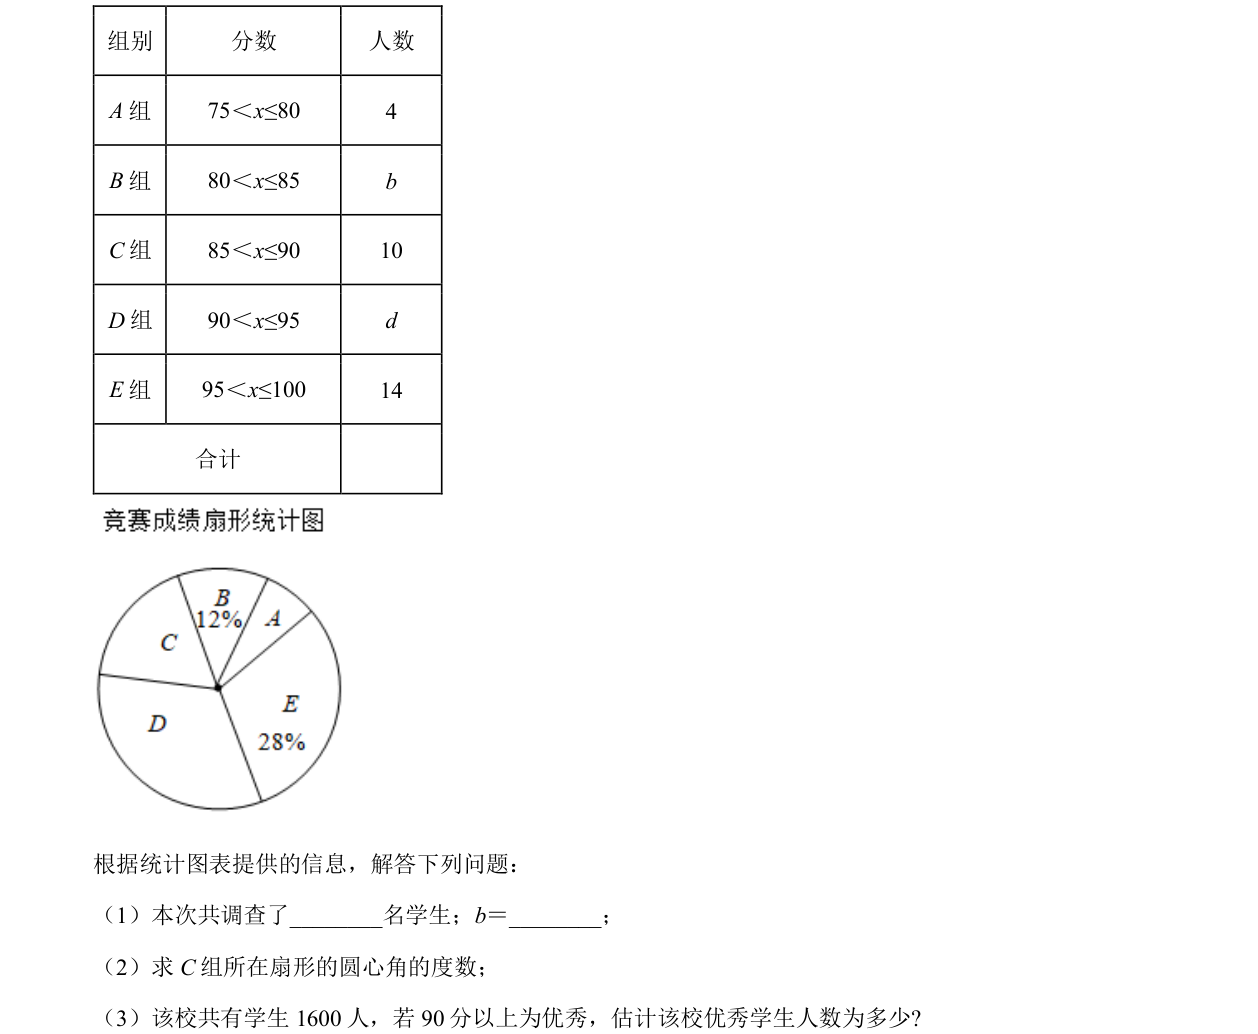 组别 分数 人数
A组 75＜x≤80 4
B组 80＜x≤85 b
C组 85＜x≤90 10
D组 90＜x≤95 d
E组 95＜x≤100 14
合计
竞赛成绩扇形统计图
B
12%
A
C
E
D
28%
根据统计图表提供的信息，解答下列问题：
（1）本次共调查了________名学生；b＝________；
（2）求C组所在扇形的圆心角的度数；
（3）该校共有学生1600人，若90分以上为优秀，估计该校优秀学生人数为多少?